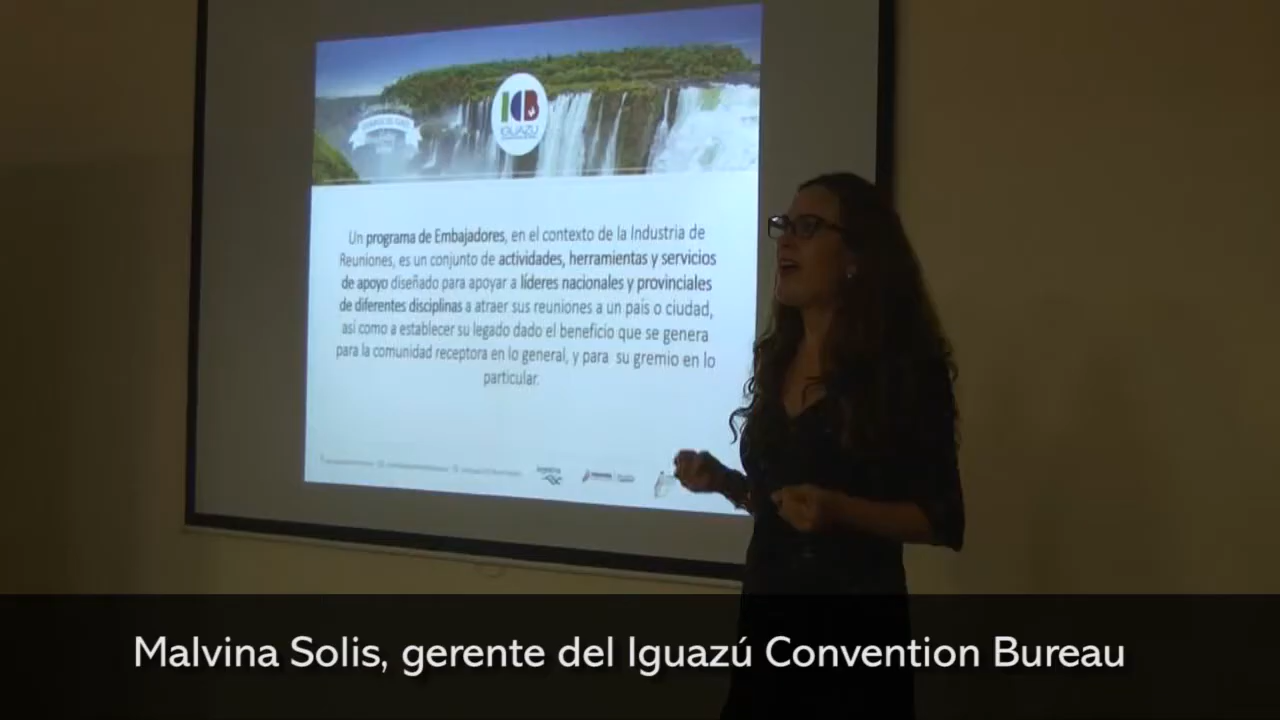 ICB
IGUAZU
Un programa de Embajadores, en el contexto de la Industria de
Reuniones, es un conjunto de actividades, herramientas y servicios
de apoyo diseñado para apoyar a líderes nacionales y provinciales
de diferentes disciplinas a atraer sus reuniones a un país o ciudad,
así como a establecer su legado dado el beneficio que se genera
para la comunidad receptora en lo general, y para su gremio en lo
particular.
Malvina Solis, gerente del Iguazú Convention Bureau